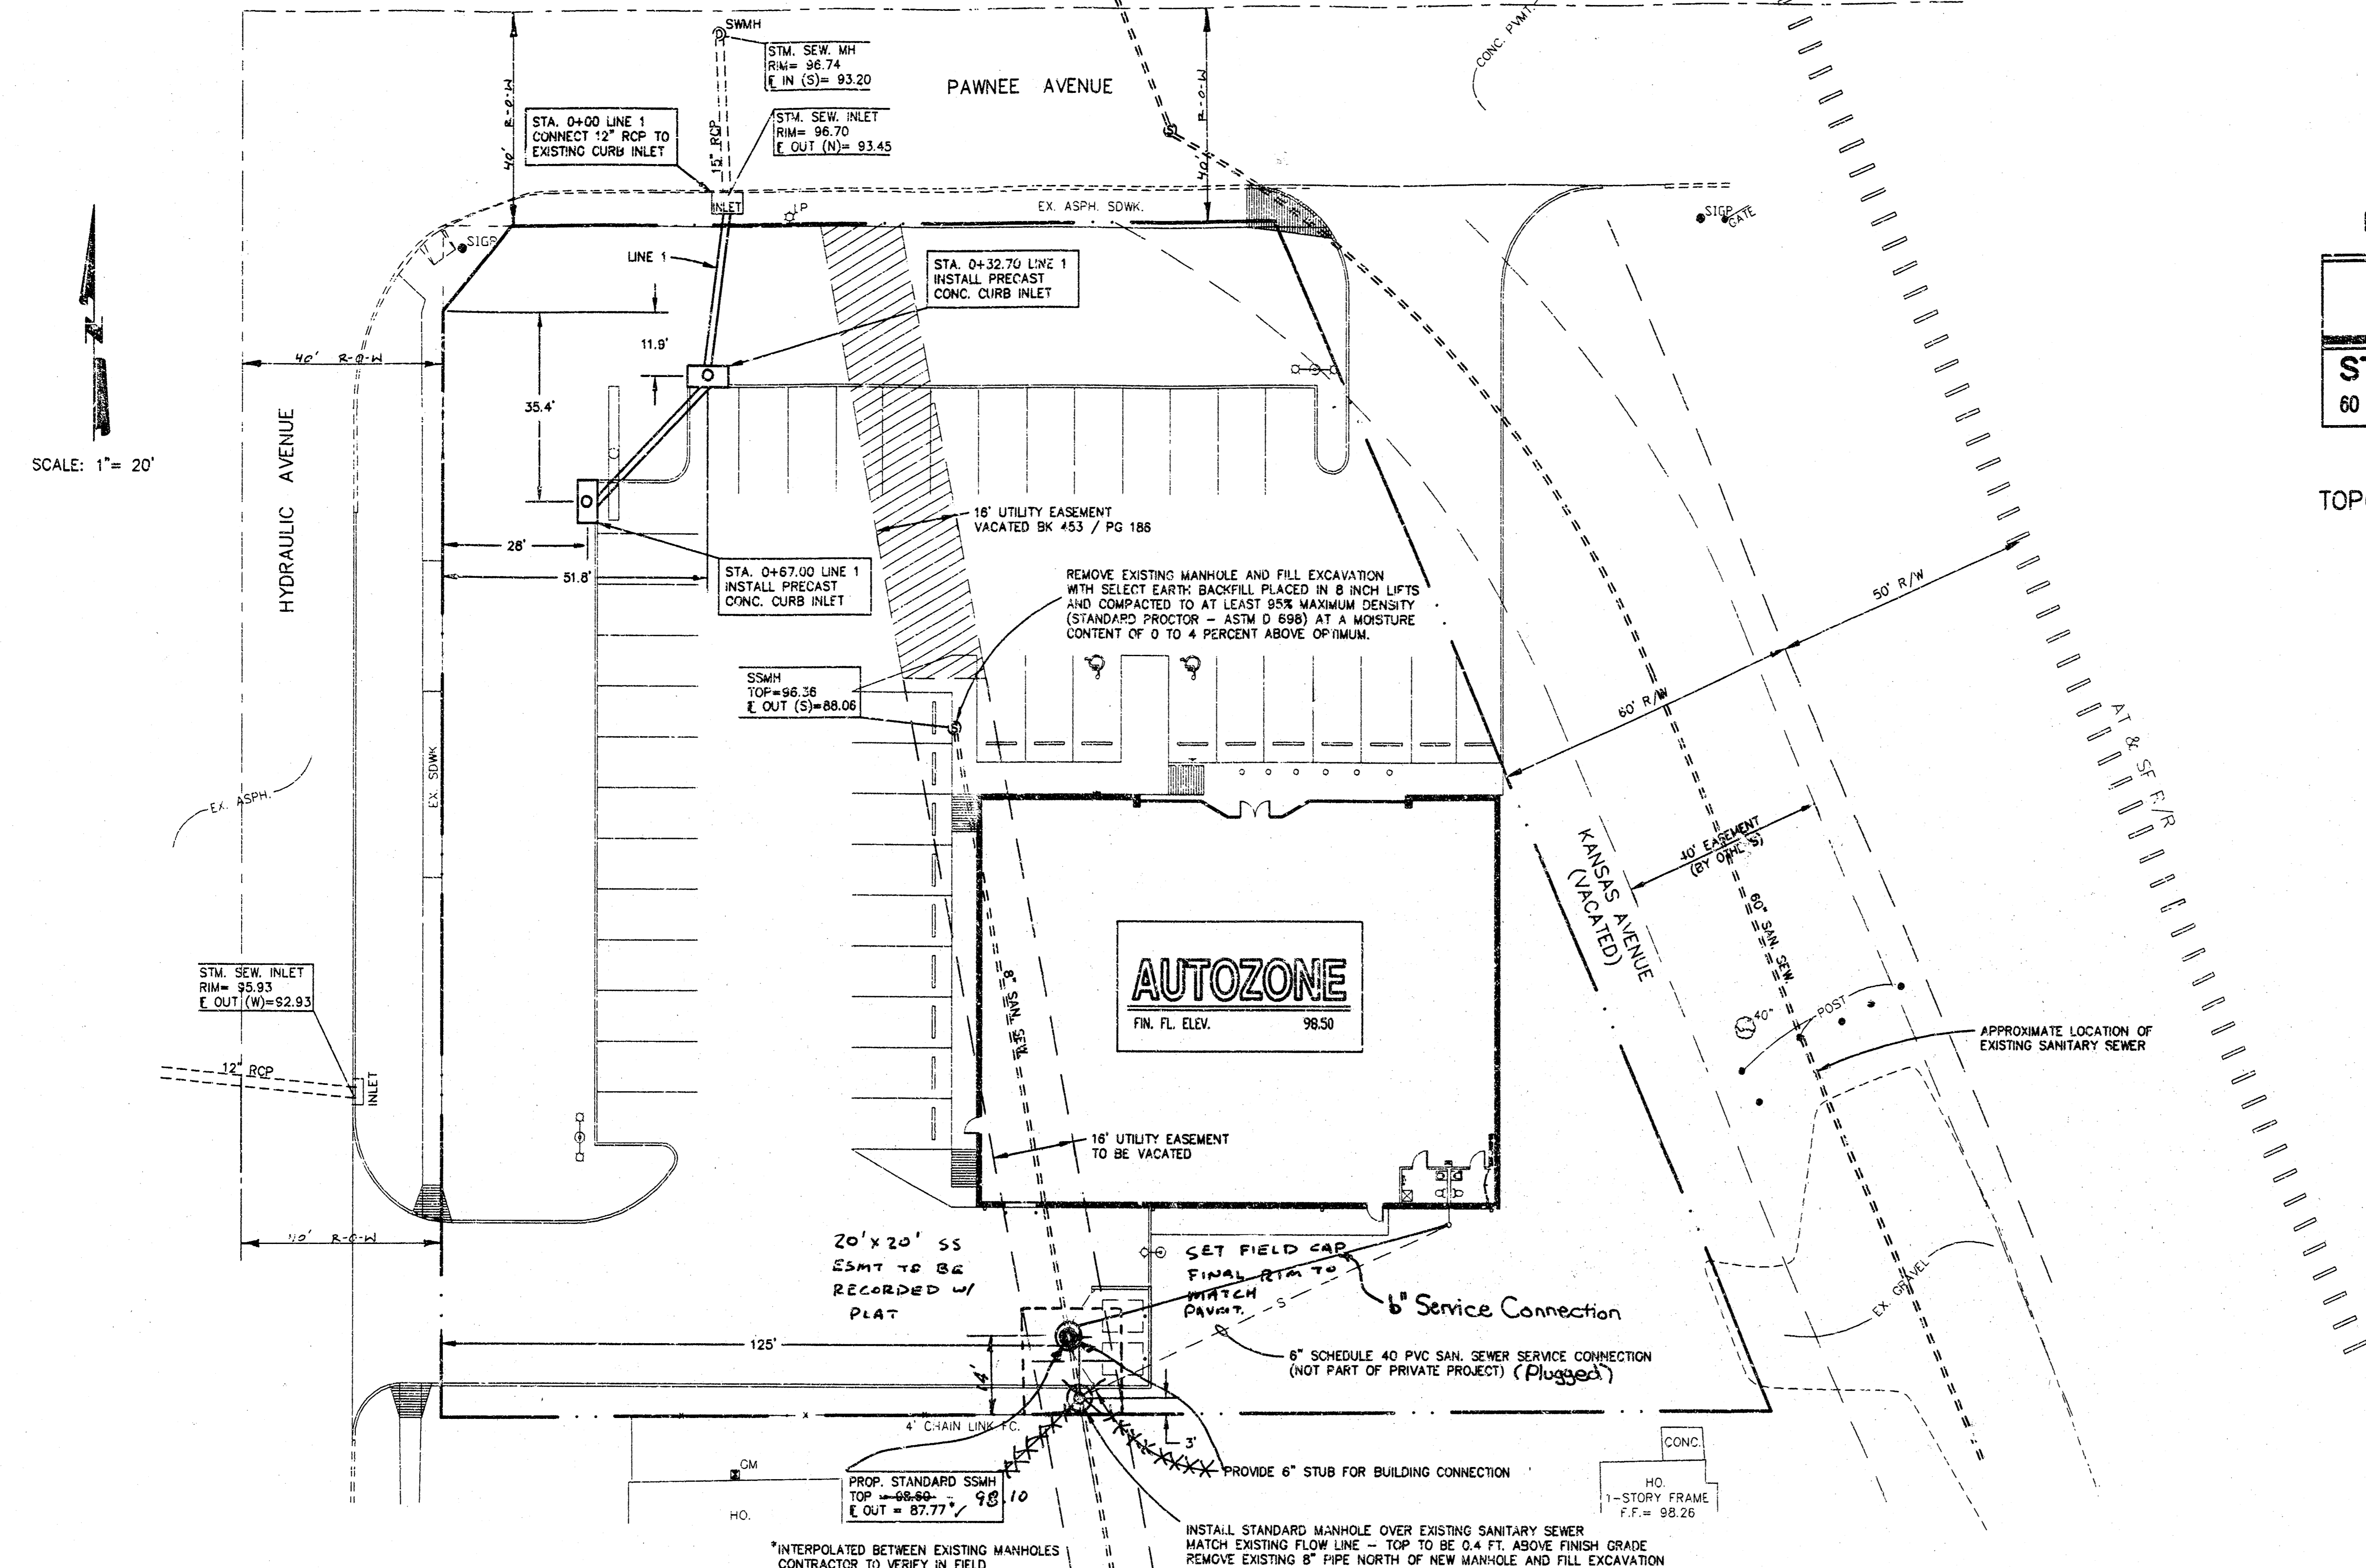 SWMH
STM. SEW. MH
RIM= 96.74
E IN (S)= 93.20
PAWNEE AVENUE
CONC. PVMT.
40' R-O-W
40' R-O-W
STA. 0+00 LINE 1
CONNECT 12" RCP TO
EXISTING CURB INLET
15" RCP
STM. SEW. INLET
RIM= 96.70
E OUT (N)= 93.45
INLET
LP
EX. ASPH. SDWK.
SIGP
SIGP
GATE
LINE 1
STA. 0+32.70 LINE 1
INSTALL PRECAST
CONC. CURB INLET
11.9'
35.4'
40' R-O-W
SCALE: 1"= 20'
HYDRAULIC AVENUE
60
TOP
16' UTILITY EASEMENT
VACATED BK 453 / PG 186
28'
51.8'
STA. 0+67.00 LINE 1
INSTALL PRECAST
CONC. CURB INLET
REMOVE EXISTING MANHOLE AND FILL EXCAVATION
WITH SELECT EARTH BACKFILL PLACED IN 8 INCH LIFTS
AND COMPACTED TO AT LEAST 95% MAXIMUM DENSITY
(STANDARD PROCTOR - ASTM D 698) AT A MOISTURE
CONTENT OF 0 TO 4 PERCENT ABOVE OPTIMUM.
50' R/W
60' R/W
SSMH
TOP=96.36
E OUT (S)=88.06
AT & SF R/R
EX. SDWK
EX. ASPH.
40' EASEMENT
(BY OTHERS)
KANSAS AVENUE
(VACATED)
60" SAN. SEW.
8" SAN. SEW.
AUTOZONE
FIN. FL. ELEV. 98.50
STM. SEW. INLET
RIM= 95.93
E OUT (W)=92.93
12" RCP
INLET
40"
POST
APPROXIMATE LOCATION OF
EXISTING SANITARY SEWER
16' UTILITY EASEMENT
TO BE VACATED
40' R-O-W
20'X20' SS
ESMT TO BE
RECORDED W/
PLAT
SET FIELD CAP
FINAL RIM TO
MATCH
PAVMT.
S
6" Service Connection
EX. GRAVEL
125'
14'
6" SCHEDULE 40 PVC SAN. SEWER SERVICE CONNECTION
(NOT PART OF PRIVATE PROJECT) (Plugged)
4' CHAIN LINK FC.
3'
GM
HO.
PROP. STANDARD SSMH
TOP = 98.60 98.10
E OUT = 87.77*
PROVIDE 6" STUB FOR BUILDING CONNECTION
CONC.
HO.
1-STORY FRAME
F.F.= 98.26
*INTERPOLATED BETWEEN EXISTING MANHOLES
CONTRACTOR TO VERIFY IN FIELD
INSTALL STANDARD MANHOLE OVER EXISTING SANITARY SEWER
MATCH EXISTING FLOW LINE - TOP TO BE 0.4 FT. ABOVE FINISH GRADE
REMOVE EXISTING 8" PIPE NORTH OF NEW MANHOLE AND FILL EXCAVATION